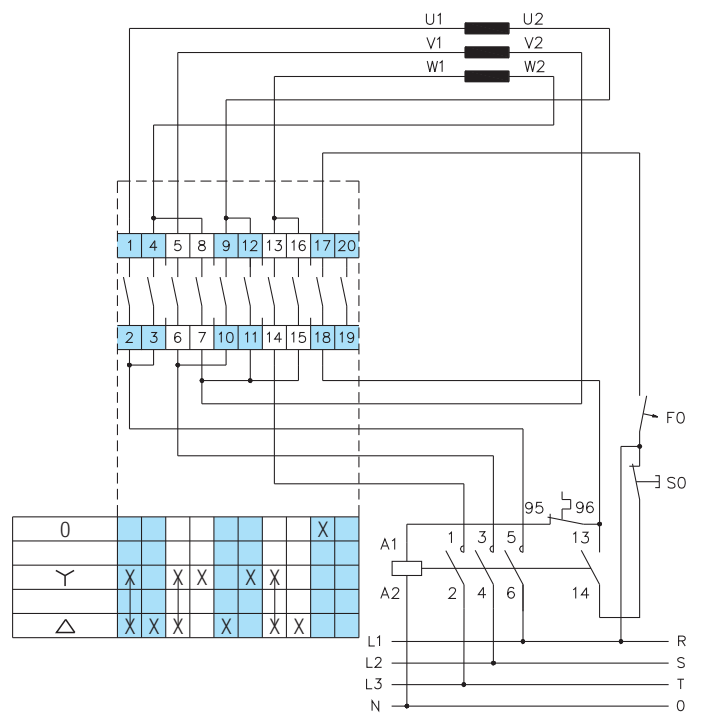 U1 U2
V1 V2
W1 W2
1 4 5 8 9 12 13 16 17 20
2 3 6 7 10 11 14 15 18 19
F0
S0
95 96
0 X
A1 1 3 5 13
X X X X X
A2 2 4 6 14
X X X X X X
L1 R
L2 S
L3 T
N 0